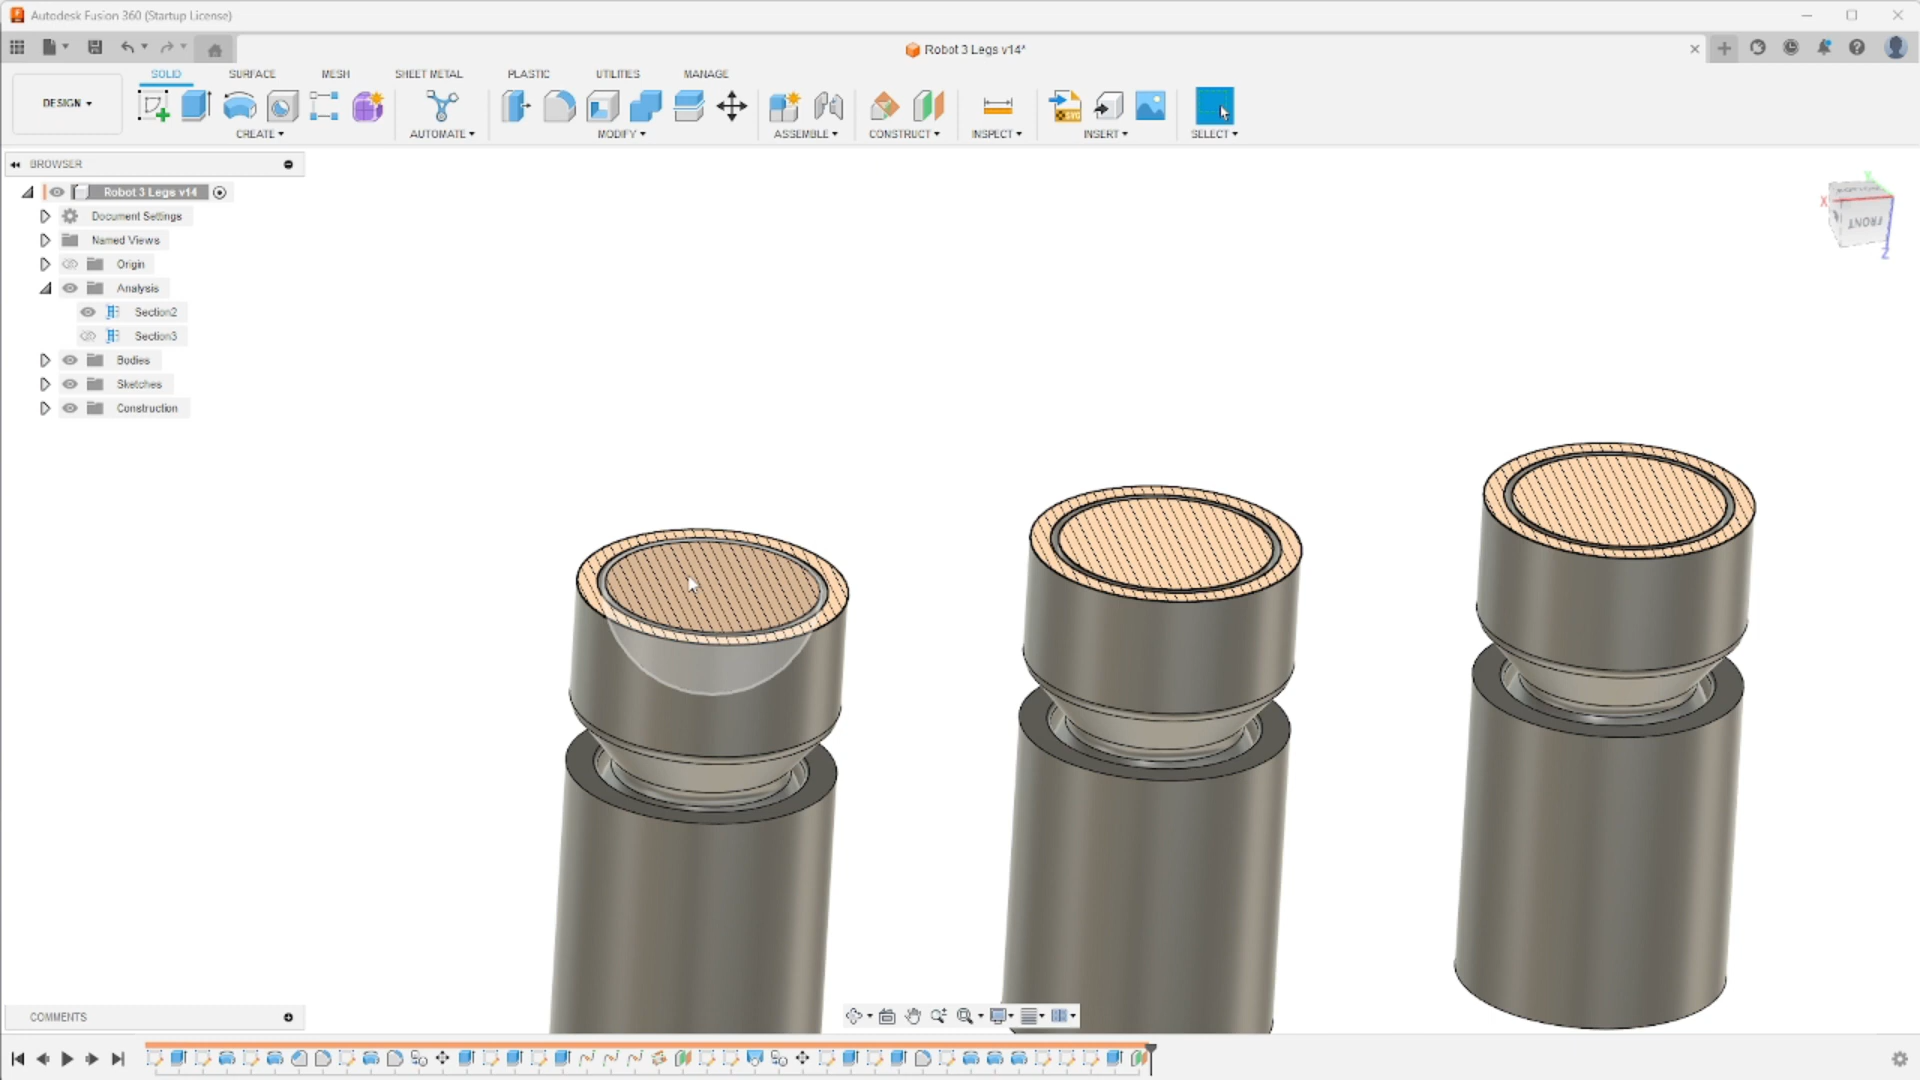 Autodesk Fusion 360 (Startup License)
Robot 3 Legs v14*
SOLID SURFACE MESH SHEET METAL PLASTIC UTILITIES MANAGE
DESIGN
CREATE AUTOMATE MODIFY ASSEMBLE CONSTRUCT INSPECT INSERT SELECT
BROWSER
Robot 3 Legs v14
Document Settings
Named Views
Origin
Analysis
Section2
Section3
Bodies
Sketches
Construction
X
FRONT
Z
COMMENTS